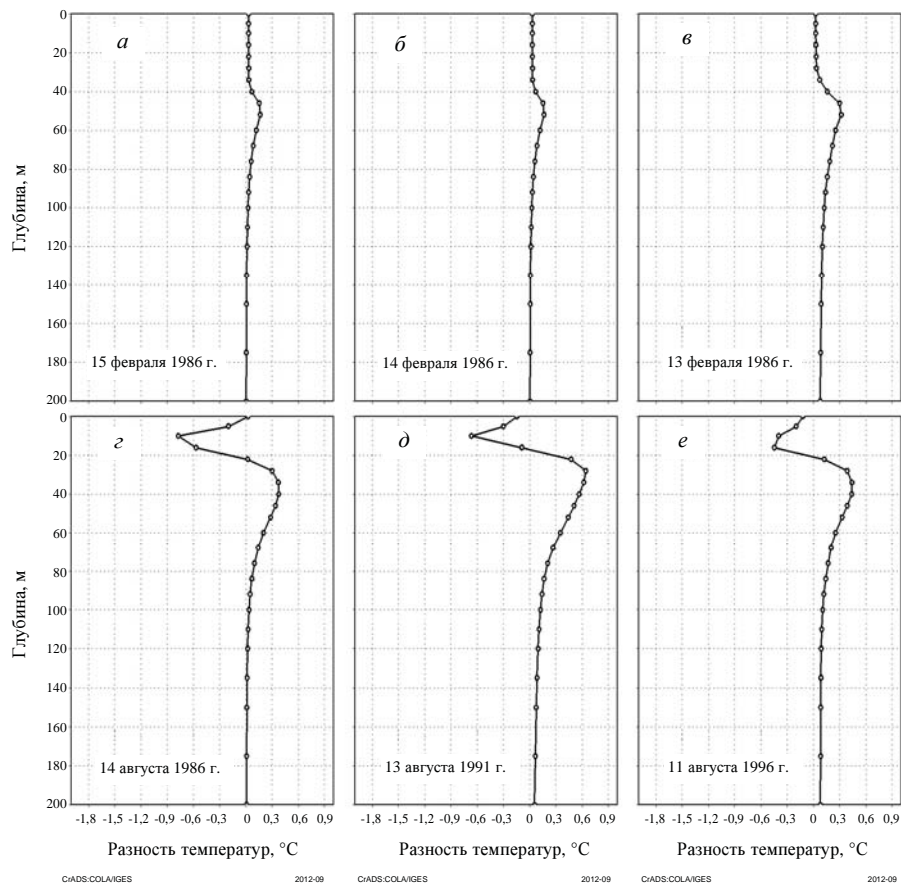 а
б
в
0
20
40
60
80
100
120
140
160
180
200
Глубина, м
15 февраля 1986 г.
14 февраля 1986 г.
13 февраля 1986 г.
г
д
е
0
20
40
60
80
100
120
140
160
180
200
Глубина, м
14 августа 1986 г.
13 августа 1991 г.
11 августа 1996 г.
-1,8 -1,5 -1,2 -0,9 -0,6 -0,3 0 0,3 0,6 0,9
-1,8 -1,5 -1,2 -0,9 -0,6 -0,3 0 0,3 0,6 0,9
-1,8 -1,5 -1,2 -0,9 -0,6 -0,3 0 0,3 0,6 0,9
Разность температур, °С
Разность температур, °С
Разность температур, °С
CrADS:COLA/IGES 2012-09
CrADS:COLA/IGES 2012-09
CrADS:COLA/IGES 2012-09